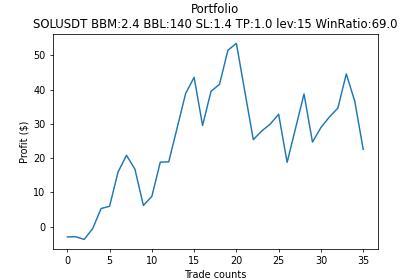 Portfolio
SOLUSDT BBM:2.4 BBL:140 SL:1.4 TP:1.0 lev:15 WinRatio:69.0
50
40
30
20
10
0
Profit ($)
0 5 10 15 20 25 30 35
Trade counts